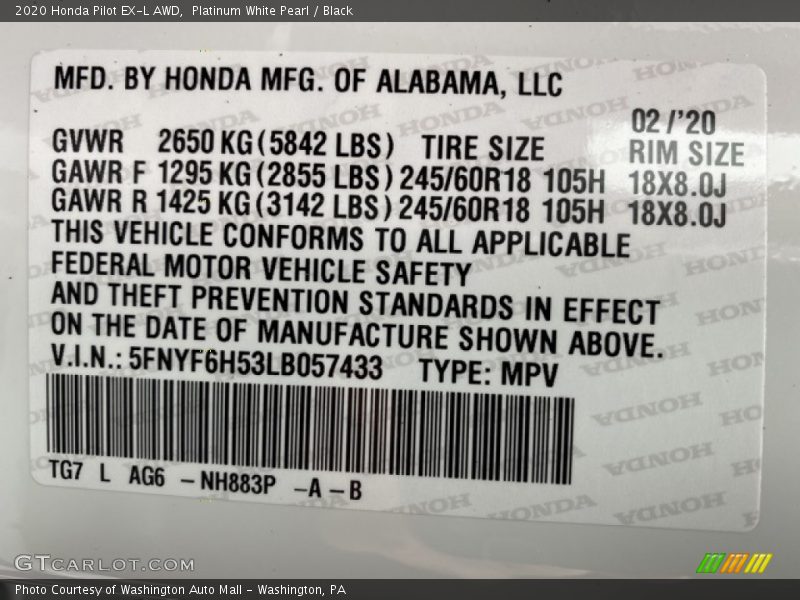 2020 Honda Pilot EX-L AWD,  Platinum White Pearl / Black
MFD. BY HONDA MFG. OF ALABAMA, LLC
02/'20
GVWR 2650 KG (5842 LBS) TIRE SIZE RIM SIZE
GAWR F 1295 KG (2855 LBS) 245/60R18 105H 18X8.0J
GAWR R 1425 KG (3142 LBS) 245/60R18 105H 18X8.0J
THIS VEHICLE CONFORMS TO ALL APPLICABLE
FEDERAL MOTOR VEHICLE SAFETY
AND THEFT PREVENTION STANDARDS IN EFFECT
ON THE DATE OF MANUFACTURE SHOWN ABOVE.
V.I.N.: 5FNYF6H53LB057433 TYPE: MPV
TG7 L AG6 -NH883P -A-B
GTCARLOT.COM
Photo Courtesy of Washington Auto Mall - Washington, PA